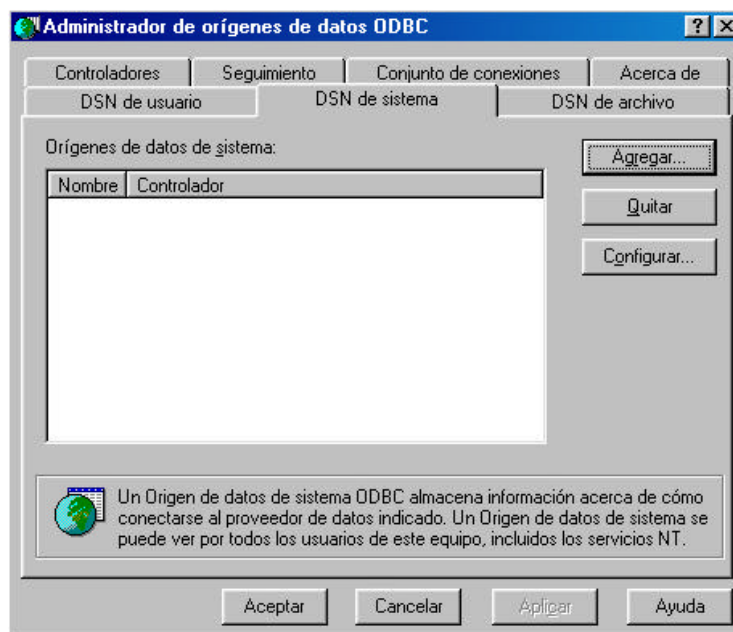 Administrador de orígenes de datos ODBC
Controladores Seguimiento Conjunto de conexiones Acerca de
DSN de usuario DSN de sistema DSN de archivo
Orígenes de datos de sistema:
Agregar...
Nombre Controlador
Quitar
Configurar...
Un Origen de datos de sistema ODBC almacena información acerca de cómo
conectarse al proveedor de datos indicado. Un Origen de datos de sistema se
puede ver por todos los usuarios de este equipo, incluidos los servicios NT.
Aceptar Cancelar Aplicar Ayuda